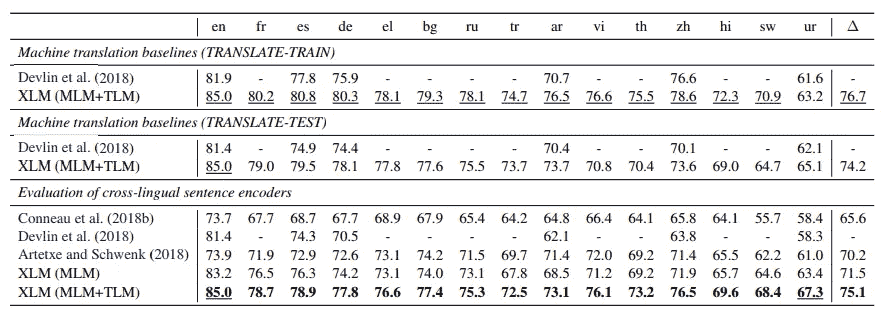 en fr es de el bg ru tr ar vi th zh hi sw ur Δ
Machine translation baselines (TRANSLATE-TRAIN)
Devlin et al. (2018) 81.9 - 77.8 75.9 - - - - 70.7 - - 76.6 - - 61.6 -
XLM (MLM+TLM) 85.0 80.2 80.8 80.3 78.1 79.3 78.1 74.7 76.5 76.6 75.5 78.6 72.3 70.9 63.2 76.7
Machine translation baselines (TRANSLATE-TEST)
Devlin et al. (2018) 81.4 - 74.9 74.4 - - - - 70.4 - - 70.1 - - 62.1 -
XLM (MLM+TLM) 85.0 79.0 79.5 78.1 77.8 77.6 75.5 73.7 73.7 70.8 70.4 73.6 69.0 64.7 65.1 74.2
Evaluation of cross-lingual sentence encoders
Conneau et al. (2018b) 73.7 67.7 68.7 67.7 68.9 67.9 65.4 64.2 64.8 66.4 64.1 65.8 64.1 55.7 58.4 65.6
Devlin et al. (2018) 81.4 - 74.3 70.5 - - - - 62.1 - - 63.8 - - 58.3 -
Artetxe and Schwenk (2018) 73.9 71.9 72.9 72.6 73.1 74.2 71.5 69.7 71.4 72.0 69.2 71.4 65.5 62.2 61.0 70.2
XLM (MLM) 83.2 76.5 76.3 74.2 73.1 74.0 73.1 67.8 68.5 71.2 69.2 71.9 65.7 64.6 63.4 71.5
XLM (MLM+TLM) 85.0 78.7 78.9 77.8 76.6 77.4 75.3 72.5 73.1 76.1 73.2 76.5 69.6 68.4 67.3 75.1